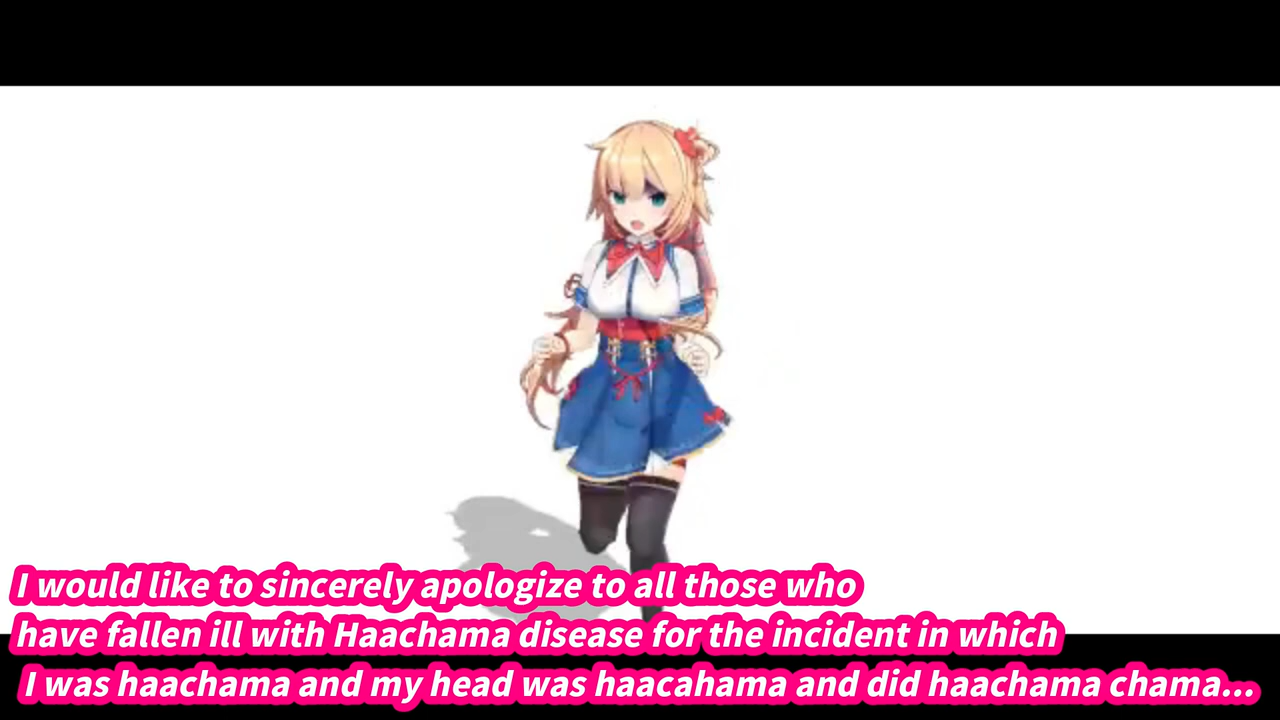 I would like to sincerely apologize to all those who
have fallen ill with Haachama disease for the incident in which
I was haachama and my head was haacahama and did haachama chama...